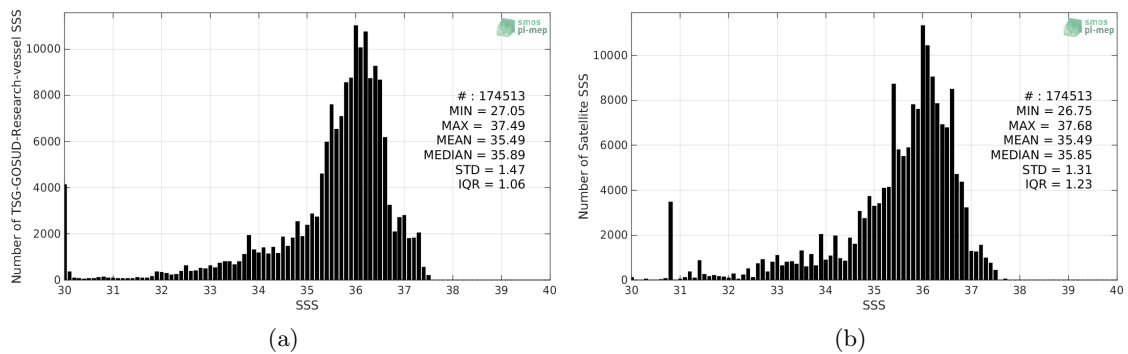 Number of TSG-GOSUD-Research-vessel SSS
10000
8000
6000
4000
2000
0
smos
pi-mep
# : 174513
MIN = 27.05
MAX = 37.49
MEAN = 35.49
MEDIAN = 35.89
STD = 1.47
IQR = 1.06
30 31 32 33 34 35 36 37 38 39 40
SSS
(a)
Number of Satellite SSS
10000
8000
6000
4000
2000
0
smos
pi-mep
# : 174513
MIN = 26.75
MAX = 37.68
MEAN = 35.49
MEDIAN = 35.85
STD = 1.31
IQR = 1.23
30 31 32 33 34 35 36 37 38 39 40
SSS
(b)